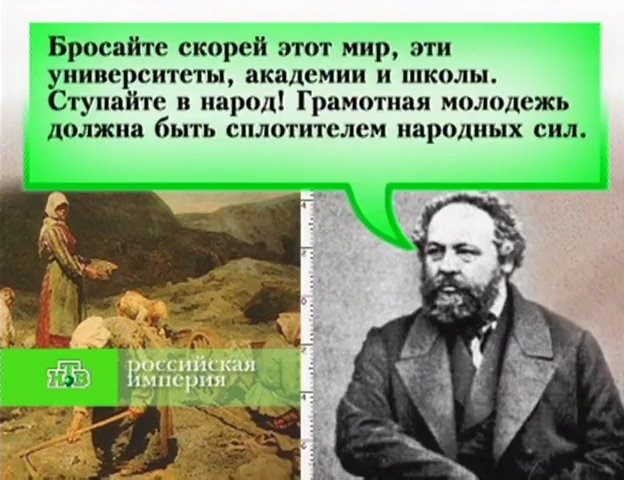 Бросайте скорей этот мир, эти
университеты, академии и школы.
Ступайте в народ! Грамотная молодежь
должна быть сплотителем народных сил.
НТВ
российская
империя